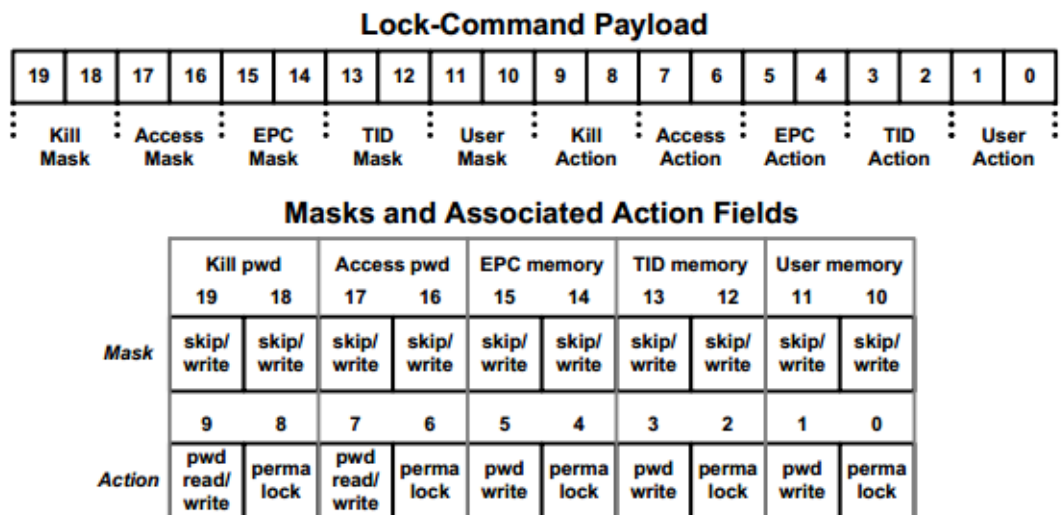 Lock-Command Payload
19 18 17 16 15 14 13 12 11 10 9 8 7 6 5 4 3 2 1 0
Kill Access EPC TID User Kill Access EPC TID User
Mask Mask Mask Mask Mask Action Action Action Action Action
Masks and Associated Action Fields
Kill pwd Access pwd EPC memory TID memory User memory
19 18 17 16 15 14 13 12 11 10
Mask skip/ skip/ skip/ skip/ skip/ skip/ skip/ skip/ skip/ skip/
write write write write write write write write write write
9 8 7 6 5 4 3 2 1 0
Action pwd read/ write perma lock pwd read/ write perma lock pwd write perma lock pwd write perma lock pwd write perma lock